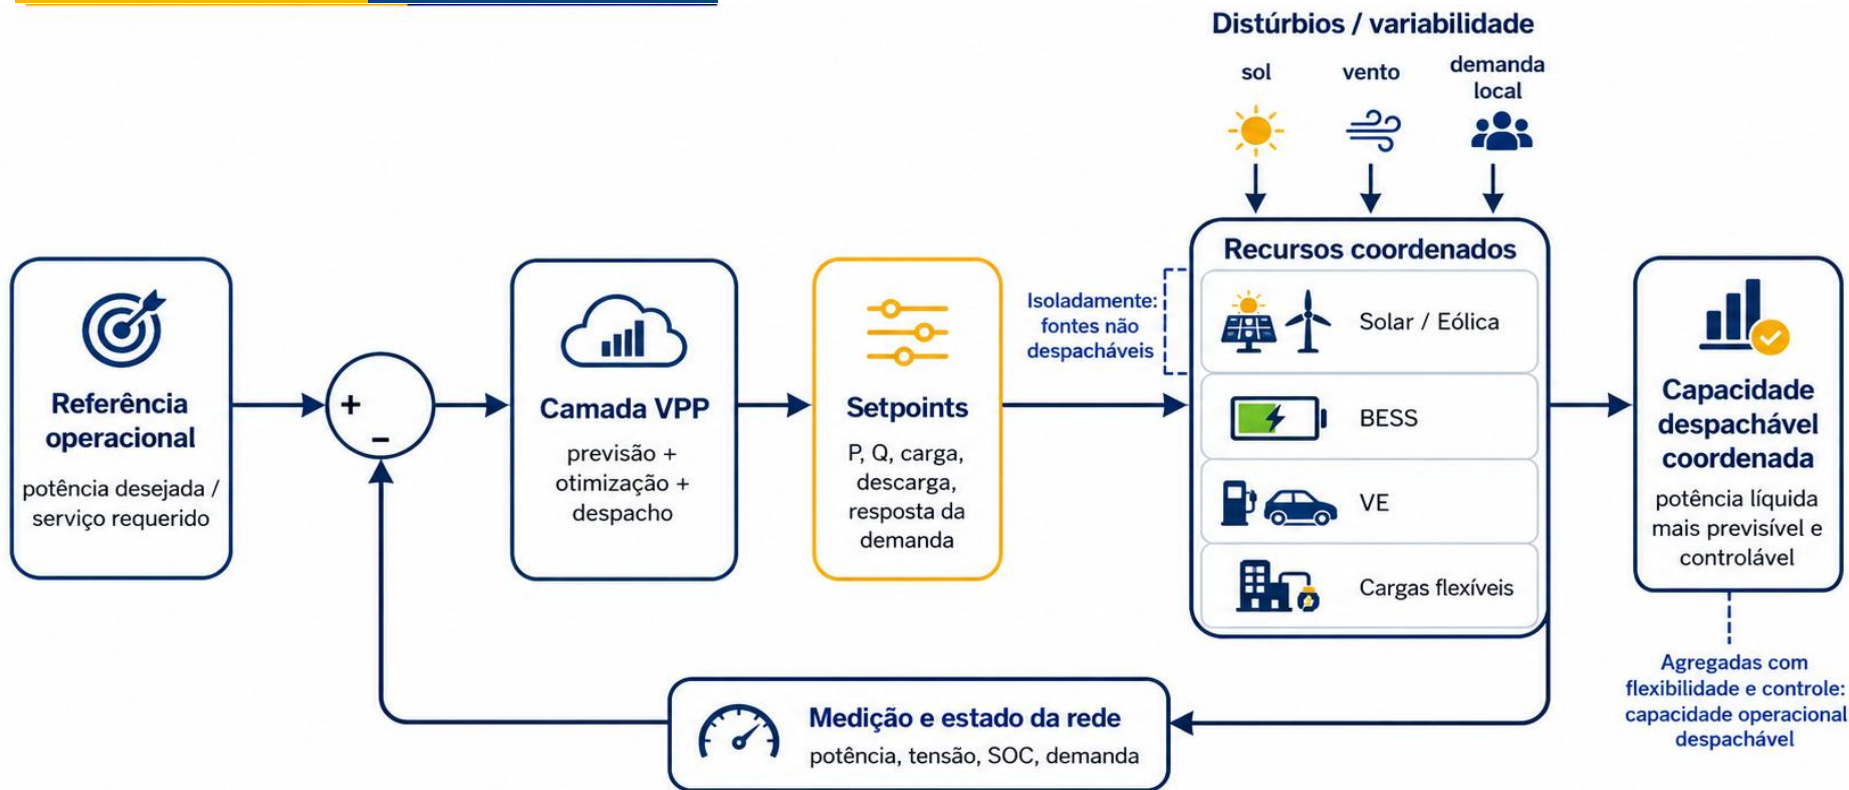 Distúrbios / variabilidade
sol
vento
demanda
local
Referência
operacional
potência desejada /
serviço requerido
+
−
Camada VPP
previsão +
otimização +
despacho
Setpoints
P, Q, carga,
descarga,
resposta da
demanda
Isoladamente:
fontes não
despacháveis
Recursos coordenados
Solar / Eólica
BESS
VE
Cargas flexíveis
Capacidade
despachável
coordenada
potência líquida
mais previsível e
controlável
Agregadas com
flexibilidade e controle:
capacidade operacional
despachável
Medição e estado da rede
potência, tensão, SOC, demanda